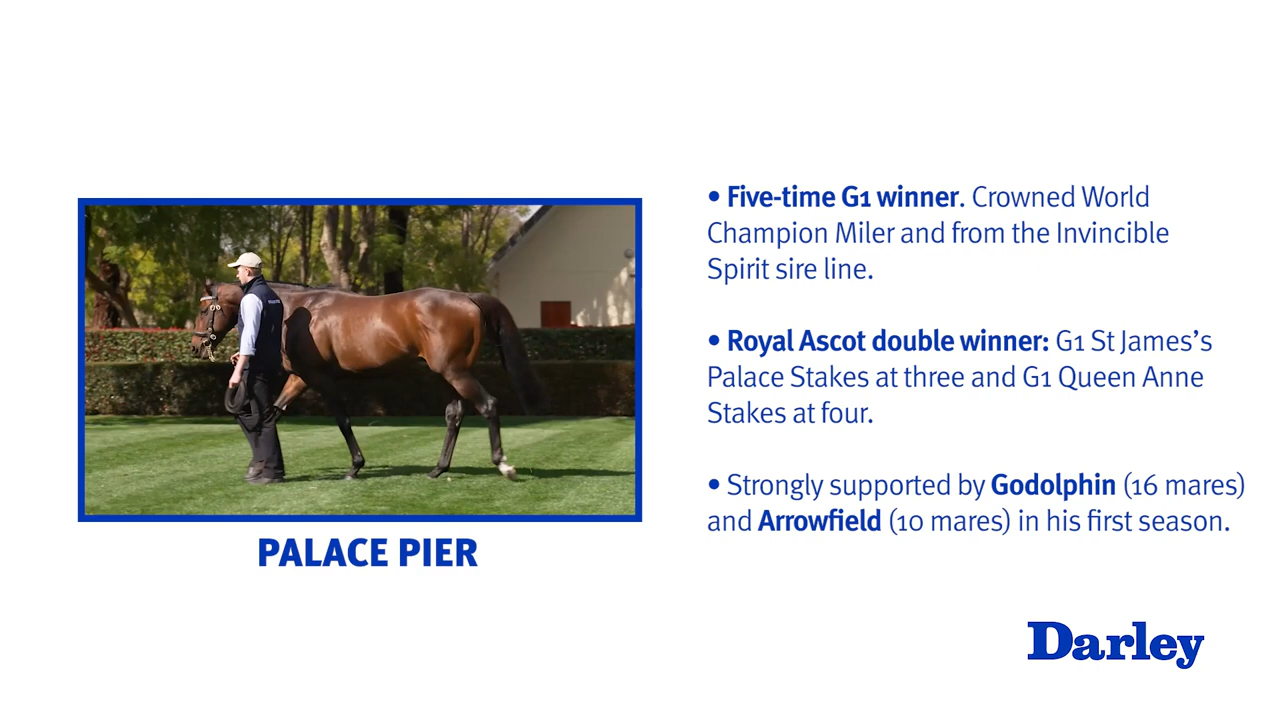 • Five-time G1 winner. Crowned World
Champion Miler and from the Invincible
Spirit sire line.
• Royal Ascot double winner: G1 St James’s
Palace Stakes at three and G1 Queen Anne
Stakes at four.
• Strongly supported by Godolphin (16 mares)
and Arrowfield (10 mares) in his first season.
PALACE PIER
Darley